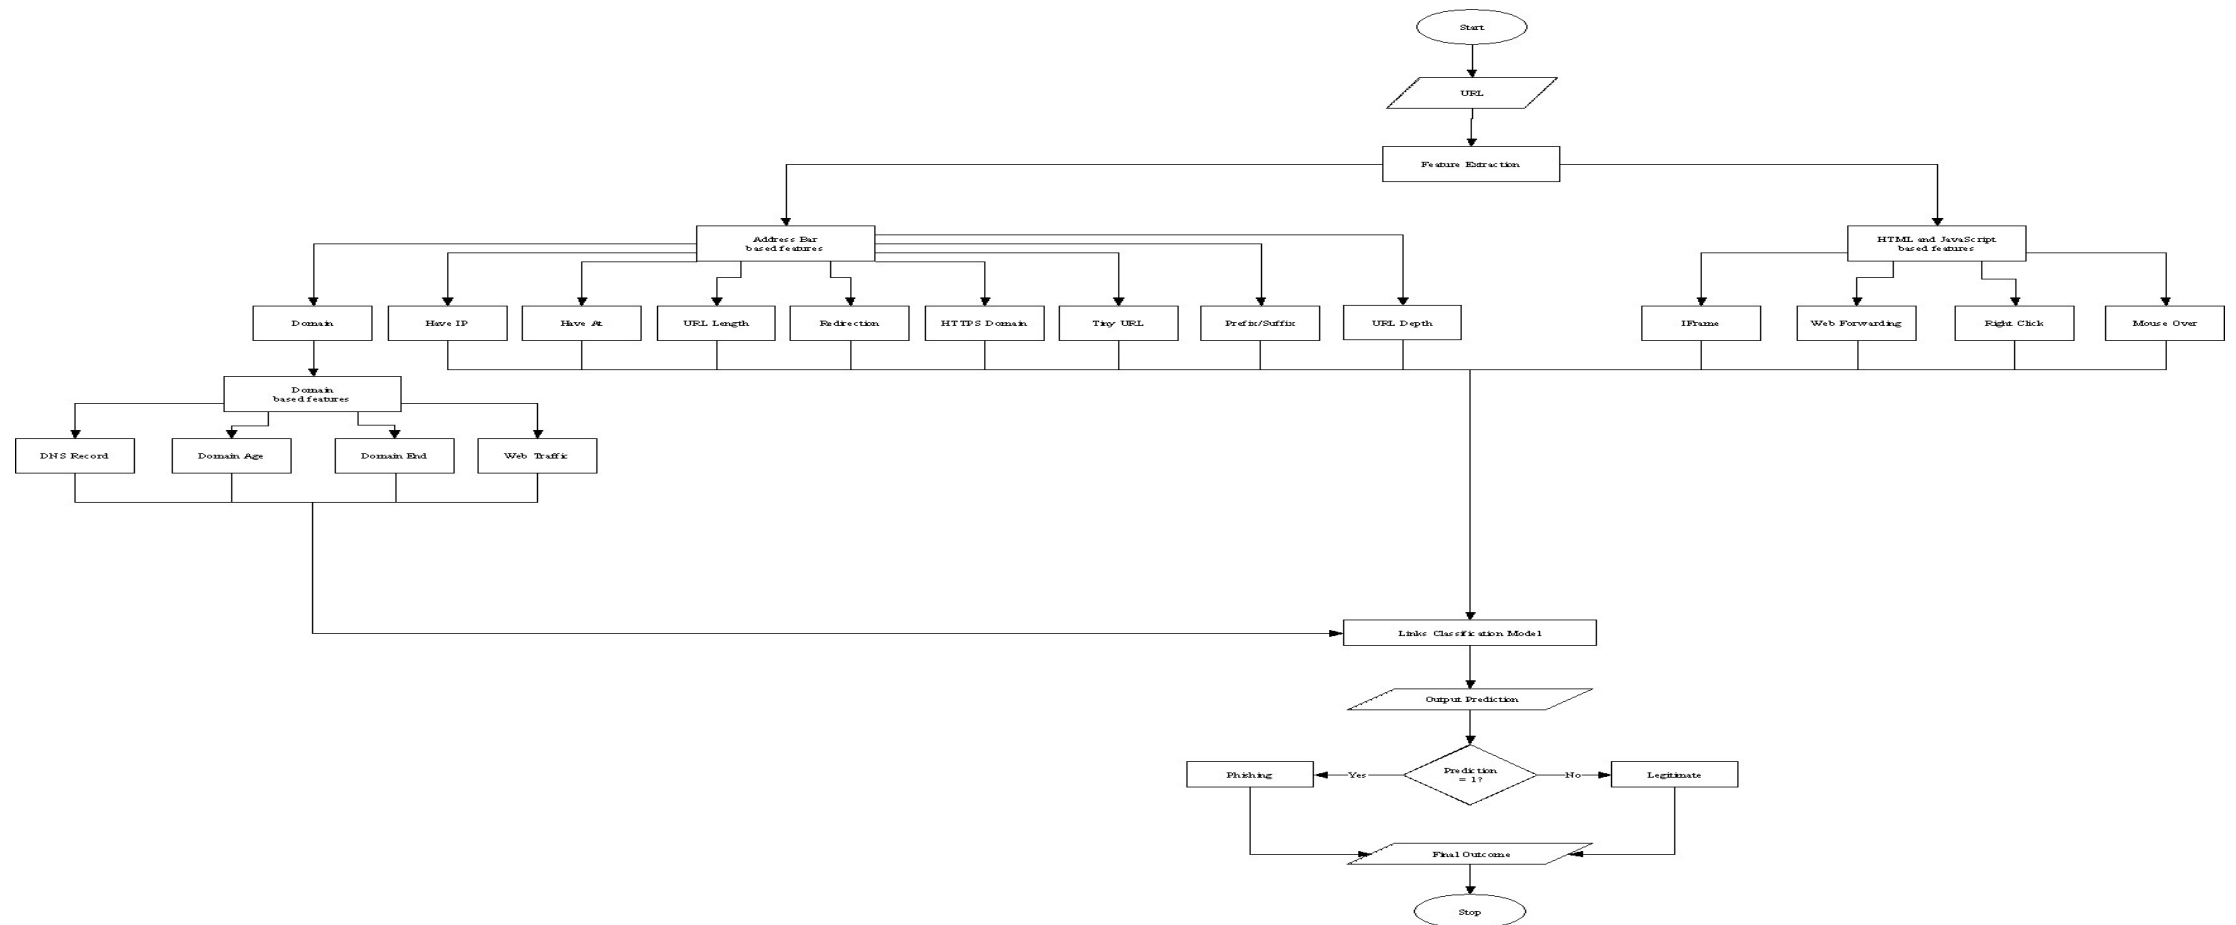 Start
URL
Feature Extraction
Address Bar
based features
HTML and JavaScript
based features
Domain
Have IP
Have At
URL Length
Redirection
HTTPS Domain
Tiny URL
Prefix/Suffix
URL Depth
IFrame
Web Forwarding
Right Click
Mouse Over
Domain
based features
DNS Record
Domain Age
Domain End
Web Traffic
Links Classification Model
Output Prediction
Phishing
Yes
Prediction
= 1?
No
Legitimate
Final Outcome
Stop